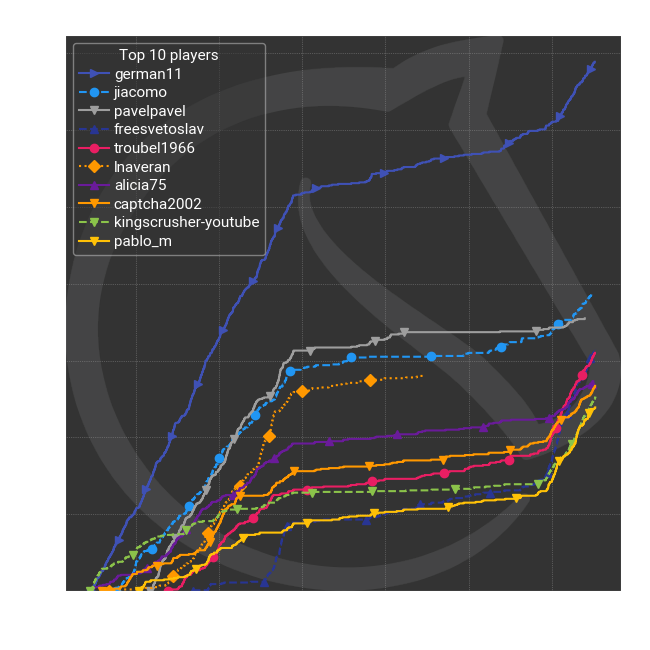 Top 10 players
german11
jiacomo
pavelpavel
freesvetoslav
troubel1966
lnaveran
alicia75
captcha2002
kingscrusher-youtube
pablo_m